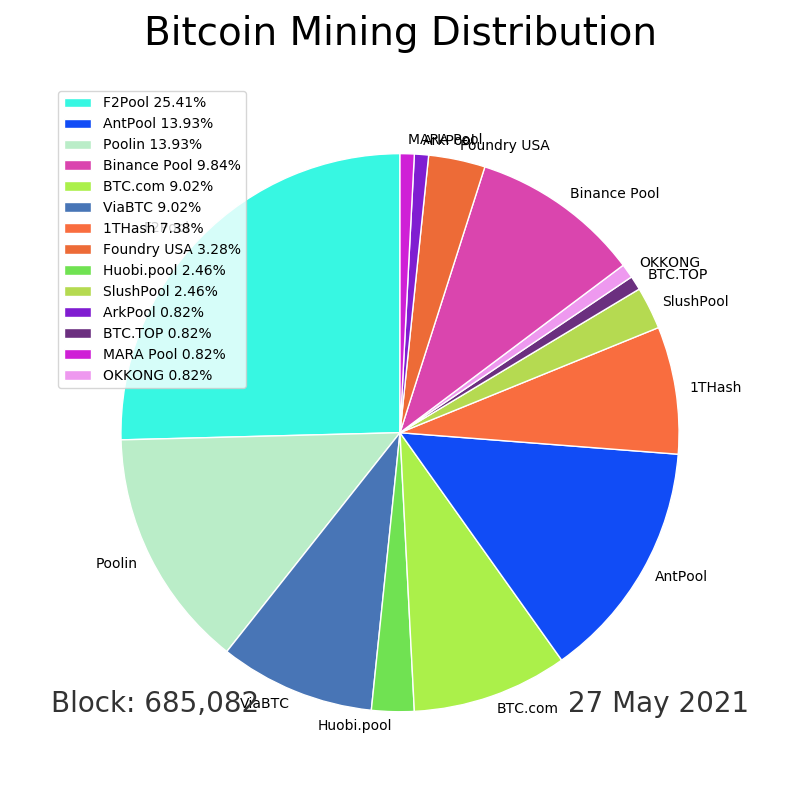 Bitcoin Mining Distribution
F2Pool 25.41%
AntPool 13.93%
Poolin 13.93%
Binance Pool 9.84%
BTC.com 9.02%
ViaBTC 9.02%
1THash 7.38%
Foundry USA 3.28%
Huobi.pool 2.46%
SlushPool 2.46%
ArkPool 0.82%
BTC.TOP 0.82%
MARA Pool 0.82%
OKKONG 0.82%
MARA Pool
ArkPool
Foundry USA
Binance Pool
OKKONG
BTC.TOP
SlushPool
1THash
AntPool
BTC.com
Huobi.pool
ViaBTC
Poolin
Block: 685,082
27 May 2021